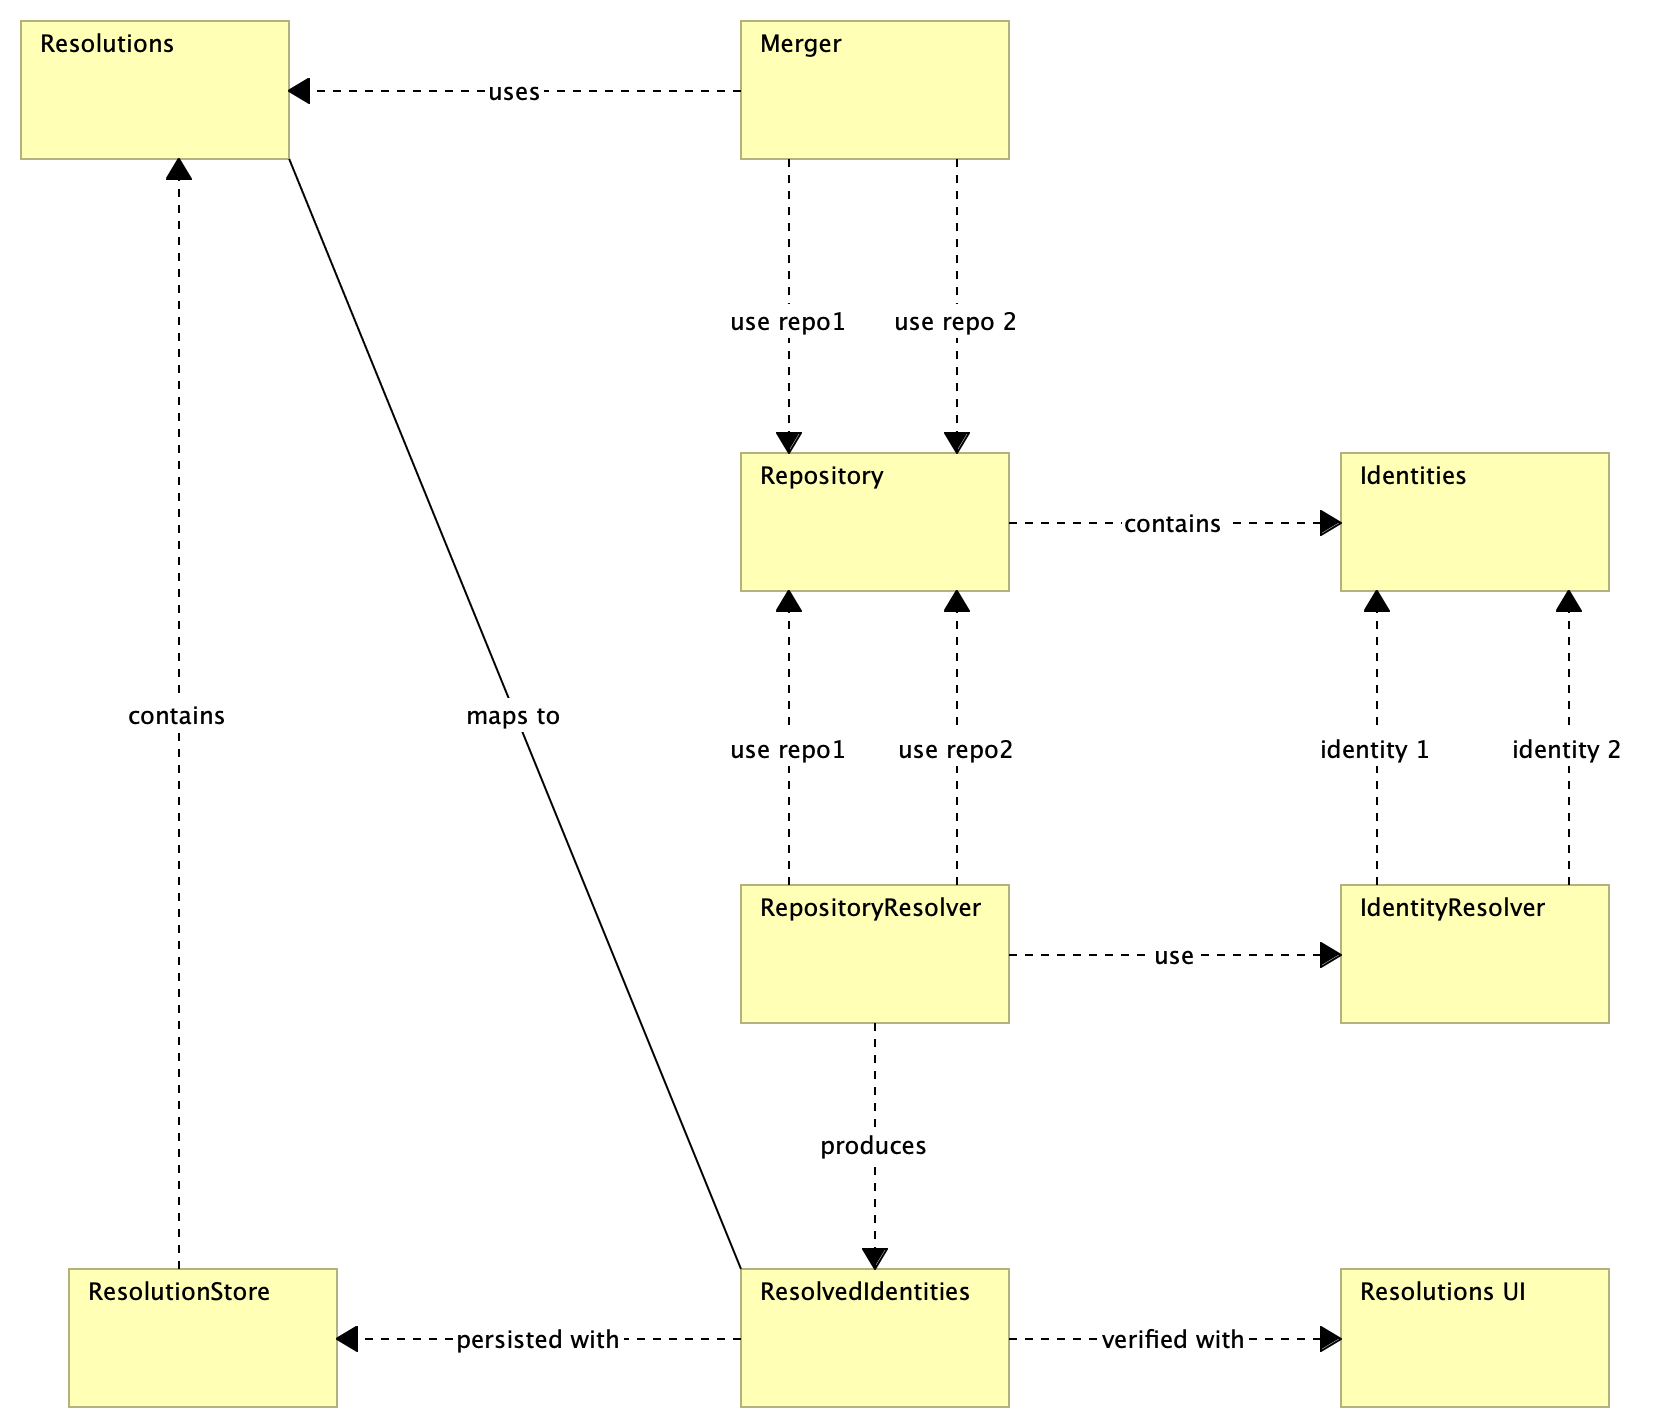 Resolutions
Merger
uses
use repo1
use repo 2
Repository
Identities
contains
contains
maps to
use repo1
use repo2
identity 1
identity 2
RepositoryResolver
IdentityResolver
use
produces
ResolutionStore
ResolvedIdentities
Resolutions UI
persisted with
verified with